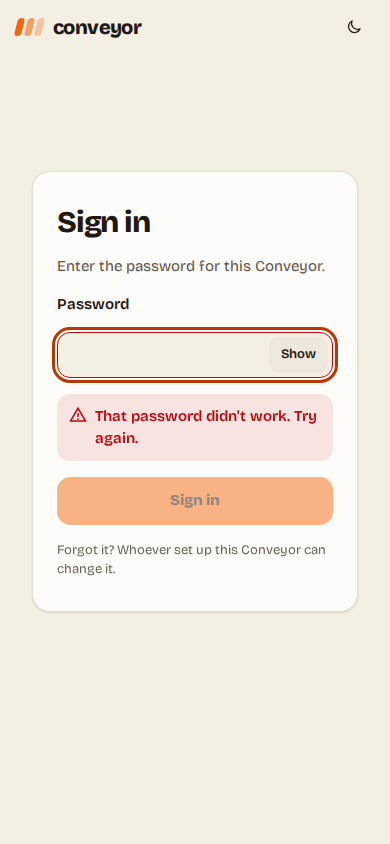 conveyor
Sign in
Enter the password for this Conveyor.
Password
Show
That password didn't work. Try
again.
Sign in
Forgot it? Whoever set up this Conveyor can
change it.